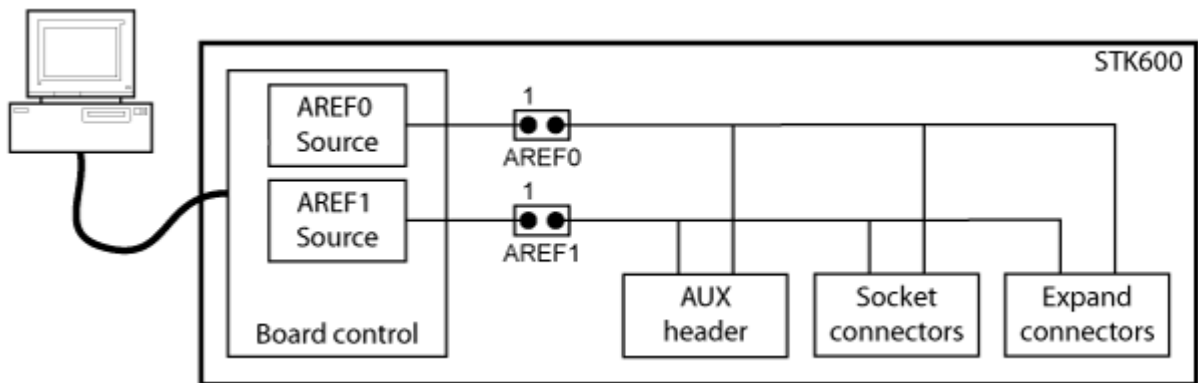 STK600
AREF0
Source
1
AREF0
AREF1
Source
1
AREF1
AUX
header
Socket
connectors
Expand
connectors
Board control